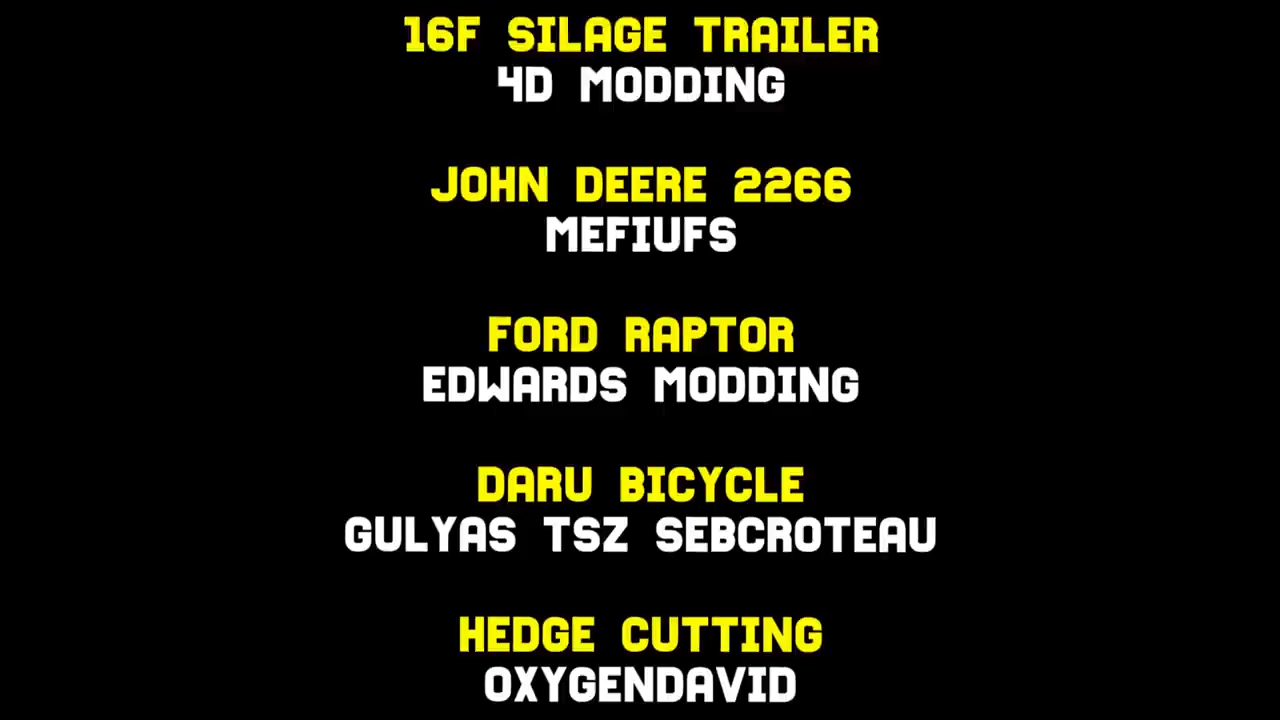 16F SILAGE TRAILER
4D MODDING
JOHN DEERE 2266
MEFIUFS
FORD RAPTOR
EDWARDS MODDING
DARU BICYCLE
GULYAS TSZ SEBCROTEAU
HEDGE CUTTING
OXYGENDAVID